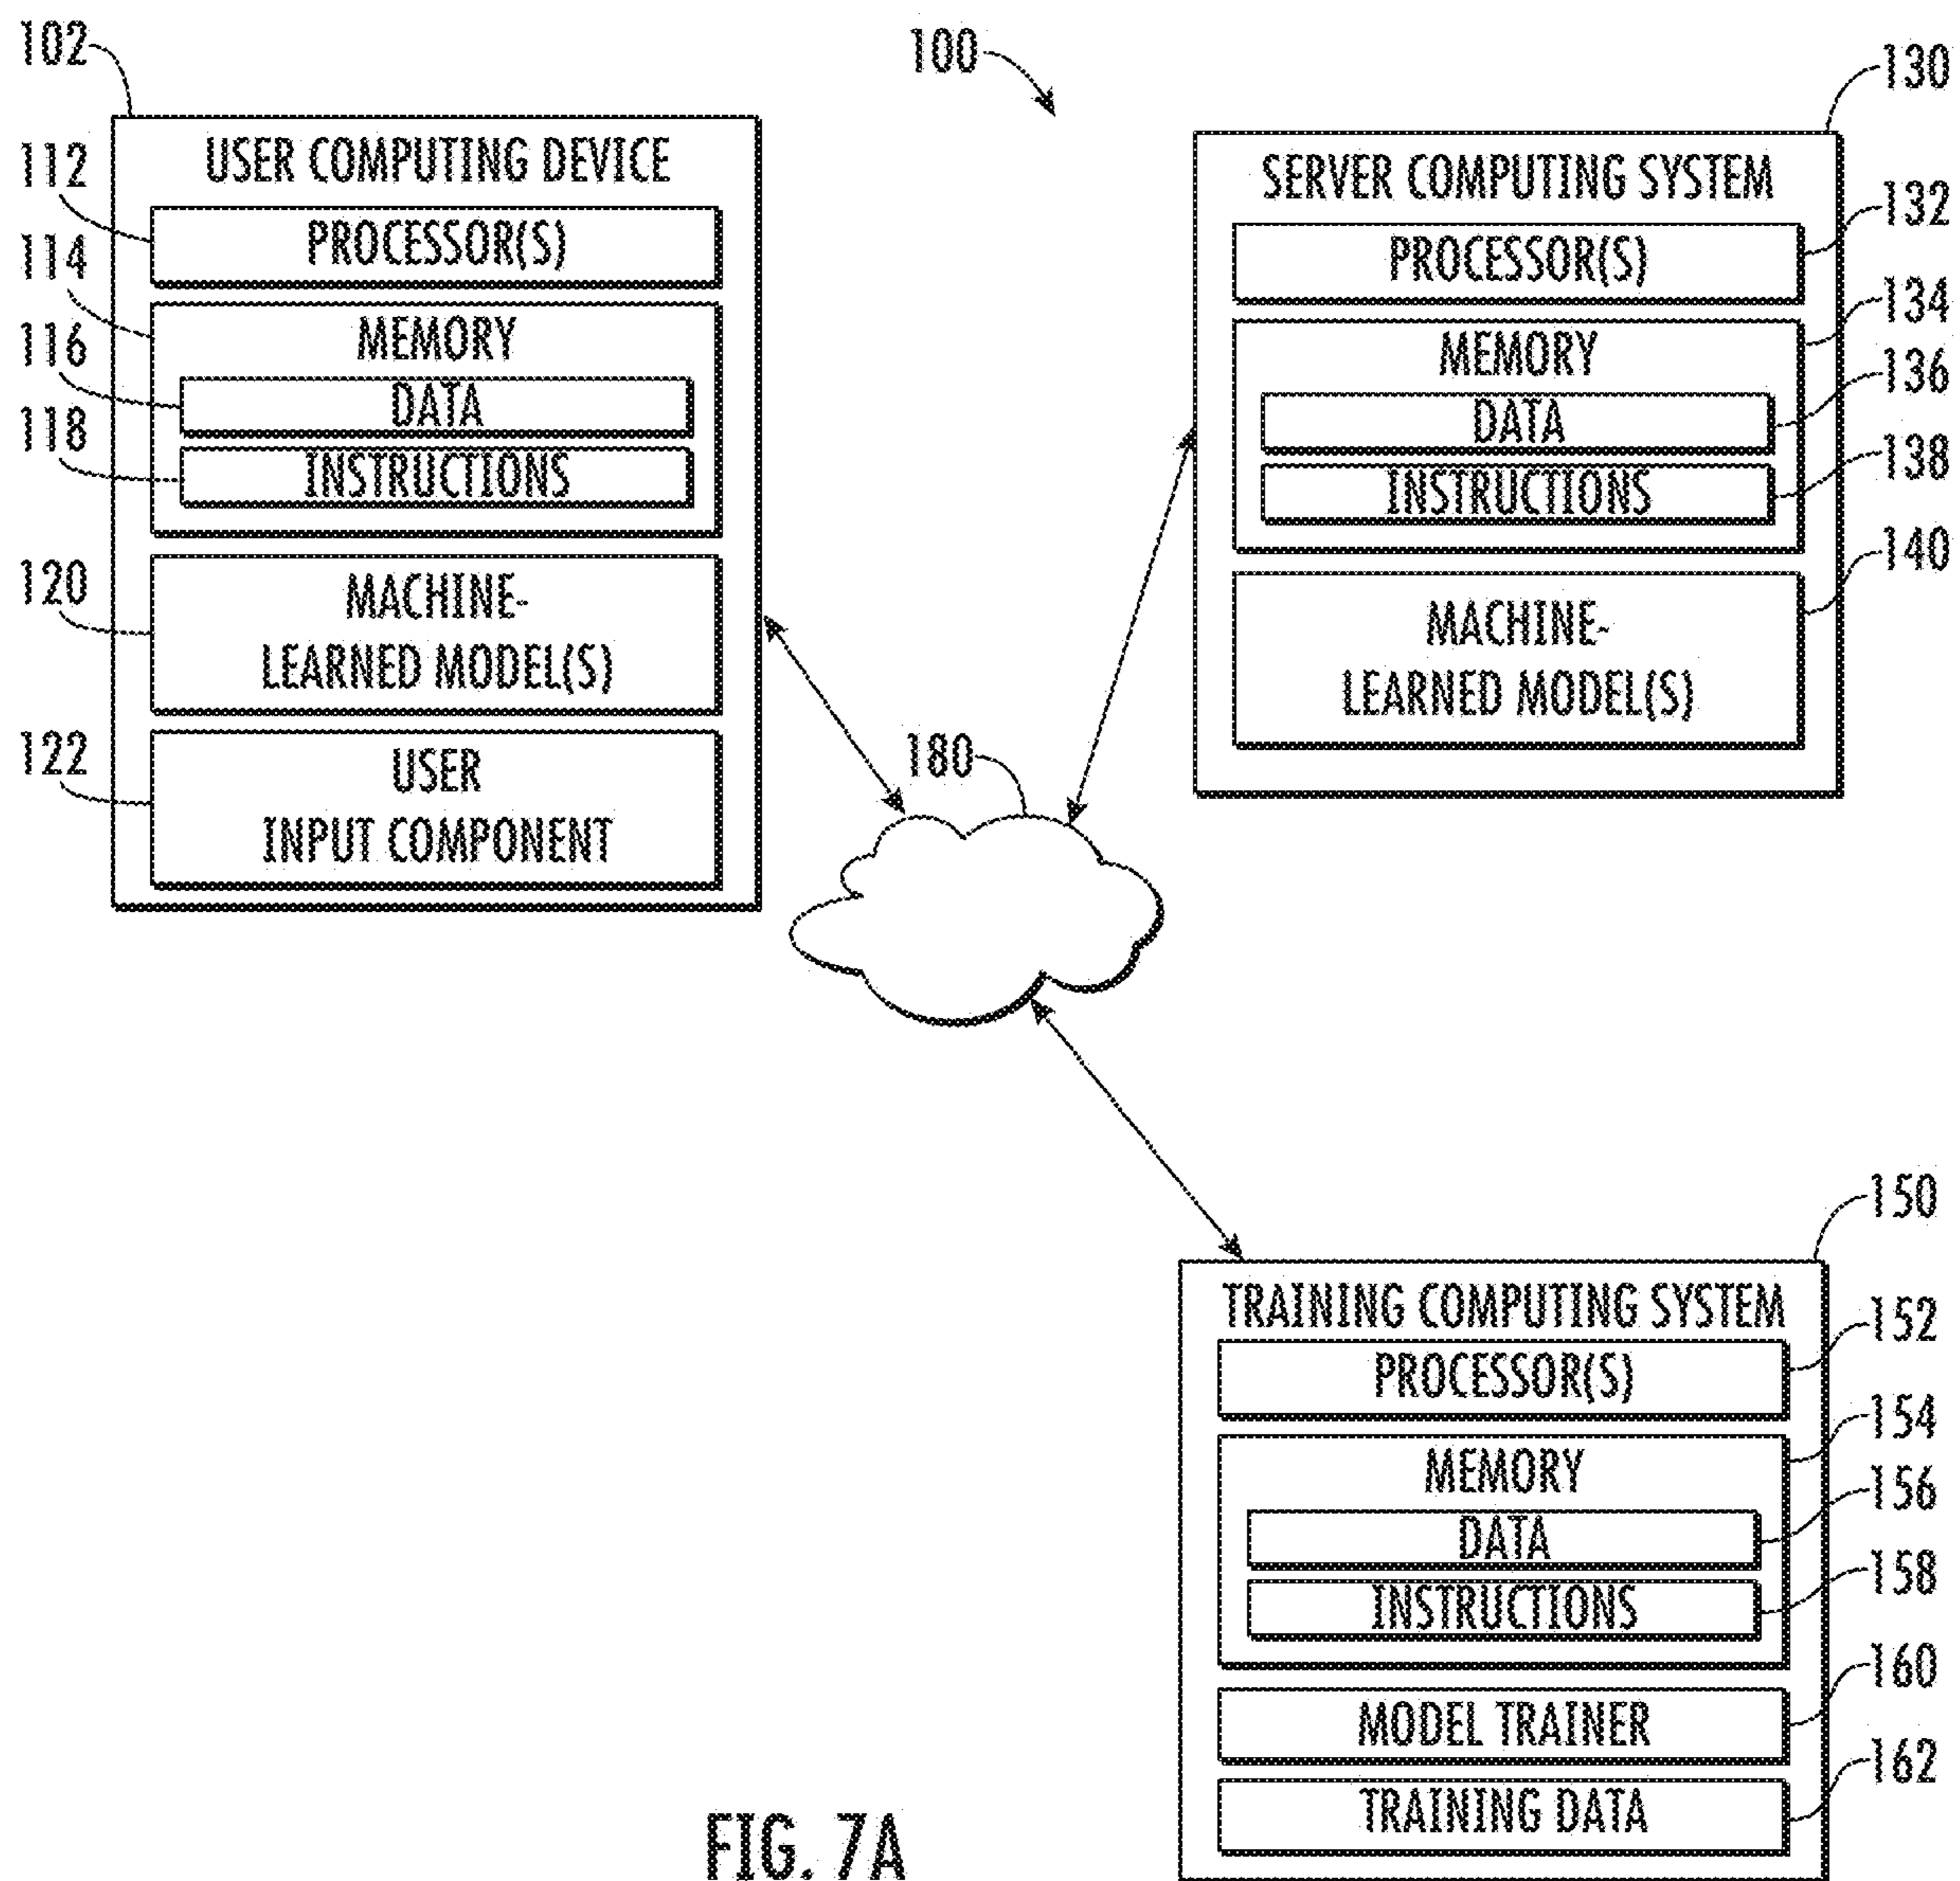 100
102
USER COMPUTING DEVICE
112
PROCESSOR(S)
114
MEMORY
116
DATA
118
INSTRUCTIONS
120
MACHINE-
LEARNED MODEL(S)
122
USER
INPUT COMPONENT
130
SERVER COMPUTING SYSTEM
132
PROCESSOR(S)
134
MEMORY
136
DATA
138
INSTRUCTIONS
140
MACHINE-
LEARNED MODEL(S)
180
150
TRAINING COMPUTING SYSTEM
152
PROCESSOR(S)
154
MEMORY
156
DATA
158
INSTRUCTIONS
160
MODEL TRAINER
162
TRAINING DATA
FIG. 7A